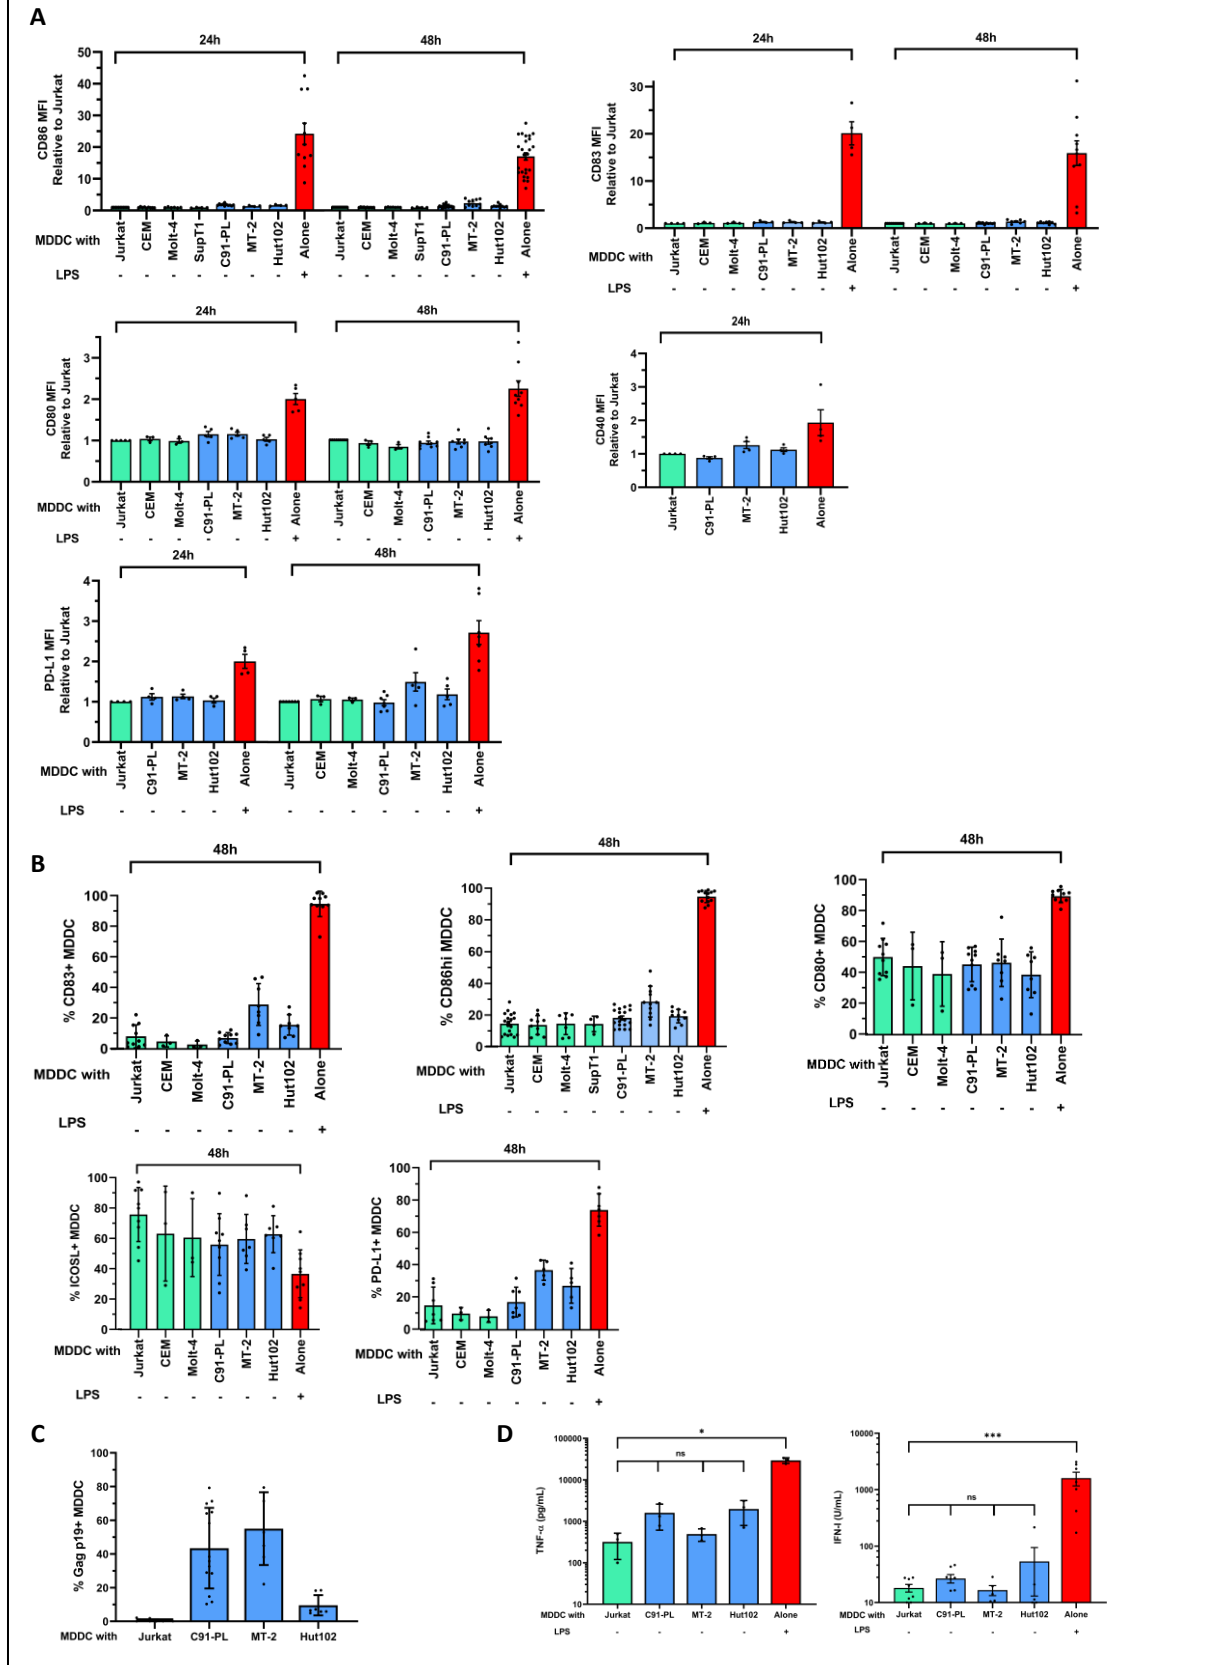 A
24h
48h
CD86 MFI
Relative to Jurkat
50
40
30
20
10
0
MDDC with
Jurkat
CEM
Molt-4
SupT1
C91-PL
MT-2
Hut102
Alone
Jurkat
CEM
Molt-4
SupT1
C91-PL
MT-2
Hut102
Alone
LPS
- - - - - - - + - - - - - - - +
24h
48h
CD83 MFI
Relative to Jurkat
30
20
10
0
MDDC with
Jurkat
CEM
Molt-4
C91-PL
MT-2
Hut102
Alone
Jurkat
CEM
Molt-4
C91-PL
MT-2
Hut102
Alone
LPS
- - - - - - + - - - - - - +
24h
48h
CD80 MFI
Relative to Jurkat
3
2
1
0
MDDC with
Jurkat
CEM
Molt-4
C91-PL
MT-2
Hut102
Alone
Jurkat
CEM
Molt-4
C91-PL
MT-2
Hut102
Alone
LPS
- - - - - - + - - - - - - +
24h
CD40 MFI
Relative to Jurkat
4
3
2
1
0
Jurkat
C91-PL
MT-2
Hut102
Alone
24h
48h
PD-L1 MFI
Relative to Jurkat
4
3
2
1
0
MDDC with
Jurkat
C91-PL
MT-2
Hut102
Alone
Jurkat
CEM
Molt-4
C91-PL
MT-2
Hut102
Alone
LPS
- - - - + - - - - - - +
B
48h
% CD83+ MDDC
100
80
60
40
20
0
MDDC with
Jurkat
CEM
Molt-4
C91-PL
MT-2
Hut102
Alone
LPS
- - - - - - +
48h
% CD86hi MDDC
100
80
60
40
20
0
MDDC with
Jurkat
CEM
Molt-4
SupT1
C91-PL
MT-2
Hut102
Alone
LPS
- - - - - - - +
48h
% CD80+ MDDC
100
80
60
40
20
0
MDDC with
Jurkat
CEM
Molt-4
C91-PL
MT-2
Hut102
Alone
LPS
- - - - - - +
48h
% ICOSL+ MDDC
100
80
60
40
20
0
MDDC with
Jurkat
CEM
Molt-4
C91-PL
MT-2
Hut102
Alone
LPS
- - - - - - +
48h
% PD-L1+ MDDC
100
80
60
40
20
0
MDDC with
Jurkat
CEM
Molt-4
C91-PL
MT-2
Hut102
Alone
LPS
- - - - - - +
C
% Gag p19+ MDDC
100
80
60
40
20
0
MDDC with Jurkat C91-PL MT-2 Hut102
D
*
ns
TNF-α (pg/mL)
100000
10000
1000
100
10
MDDC with Jurkat C91-PL MT-2 Hut102 Alone
LPS - - - - +
***
ns
IFN-I (U/mL)
10000
1000
100
10
MDDC with Jurkat C91-PL MT-2 Hut102 Alone
LPS - - - - +